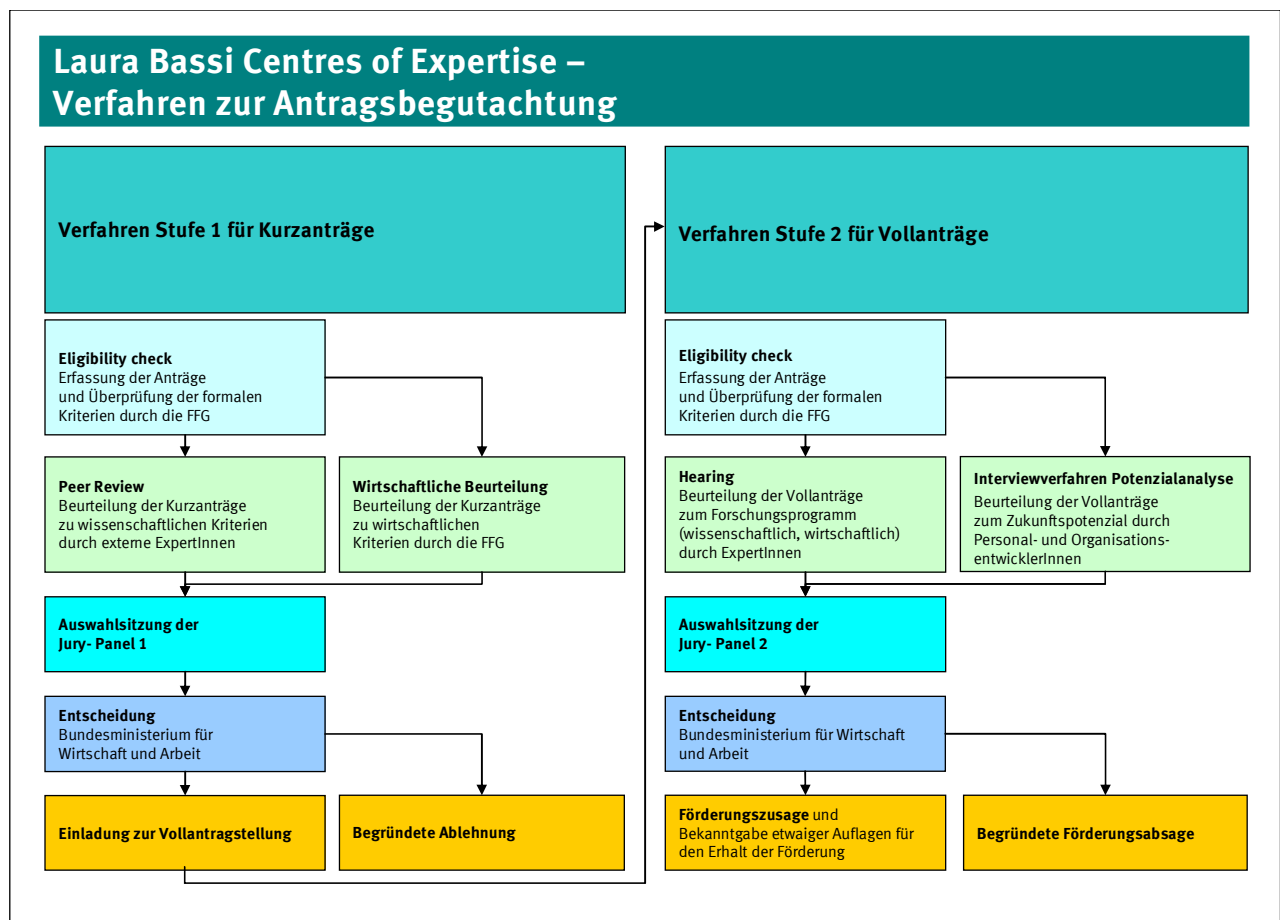 Laura Bassi Centres of Expertise –
Verfahren zur Antragsbegutachtung
Verfahren Stufe 1 für Kurzanträge
Eligibility check
Erfassung der Anträge
und Überprüfung der formalen
Kriterien durch die FFG
Peer Review
Beurteilung der Kurzanträge
zu wissenschaftlichen Kriterien
durch externe ExpertInnen
Wirtschaftliche Beurteilung
Beurteilung der Kurzanträge
zu wirtschaftlichen
Kriterien durch die FFG
Auswahlsitzung der
Jury- Panel 1
Entscheidung
Bundesministerium für
Wirtschaft und Arbeit
Einladung zur Vollantragstellung
Begründete Ablehnung
Verfahren Stufe 2 für Vollanträge
Eligibility check
Erfassung der Anträge
und Überprüfung der formalen
Kriterien durch die FFG
Hearing
Beurteilung der Vollanträge
zum Forschungsprogramm
(wissenschaftlich, wirtschaftlich)
durch ExpertInnen
Interviewverfahren Potenzialanalyse
Beurteilung der Vollanträge
zum Zukunftspotenzial durch
Personal- und Organisations-
entwicklerInnen
Auswahlsitzung der
Jury- Panel 2
Entscheidung
Bundesministerium für Wirtschaft
und Arbeit
Förderungszusage und
Bekanntgabe etwaiger Auflagen für
den Erhalt der Förderung
Begründete Förderungsabsage